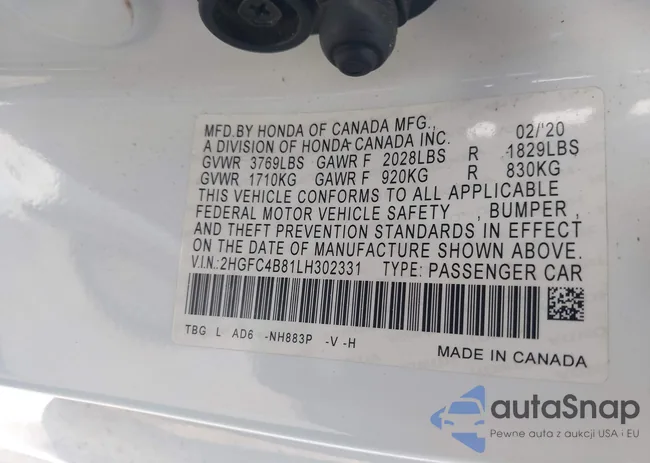 MFD. BY HONDA OF CANADA MFG.,
A DIVISION OF HONDA CANADA INC. 02/'20
GVWR 3769LBS GAWR F 2028LBS R 1829LBS
GVWR 1710KG GAWR F 920KG R 830KG
THIS VEHICLE CONFORMS TO ALL APPLICABLE
FEDERAL MOTOR VEHICLE SAFETY , BUMPER ,
AND THEFT PREVENTION STANDARDS IN EFFECT
ON THE DATE OF MANUFACTURE SHOWN ABOVE.
V.I.N.:2HGFC4B81LH302331 TYPE: PASSENGER CAR
TBG L AD6 -NH883P -V -H
MADE IN CANADA
autaSnap
Pewne auta z aukcji USA i EU